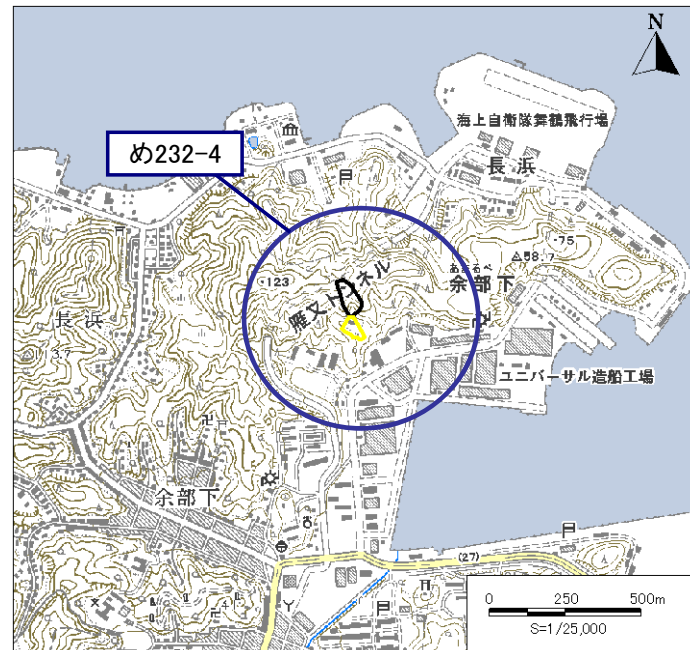 N
海上自衛隊舞鶴飛行場
め232-4
長浜
・75
△58.7
あまるべ
余部下
・123
雁又トンネル
長浜
ユニバーサル造船工場
余部下
(27)
0 250 500m
S=1/25,000